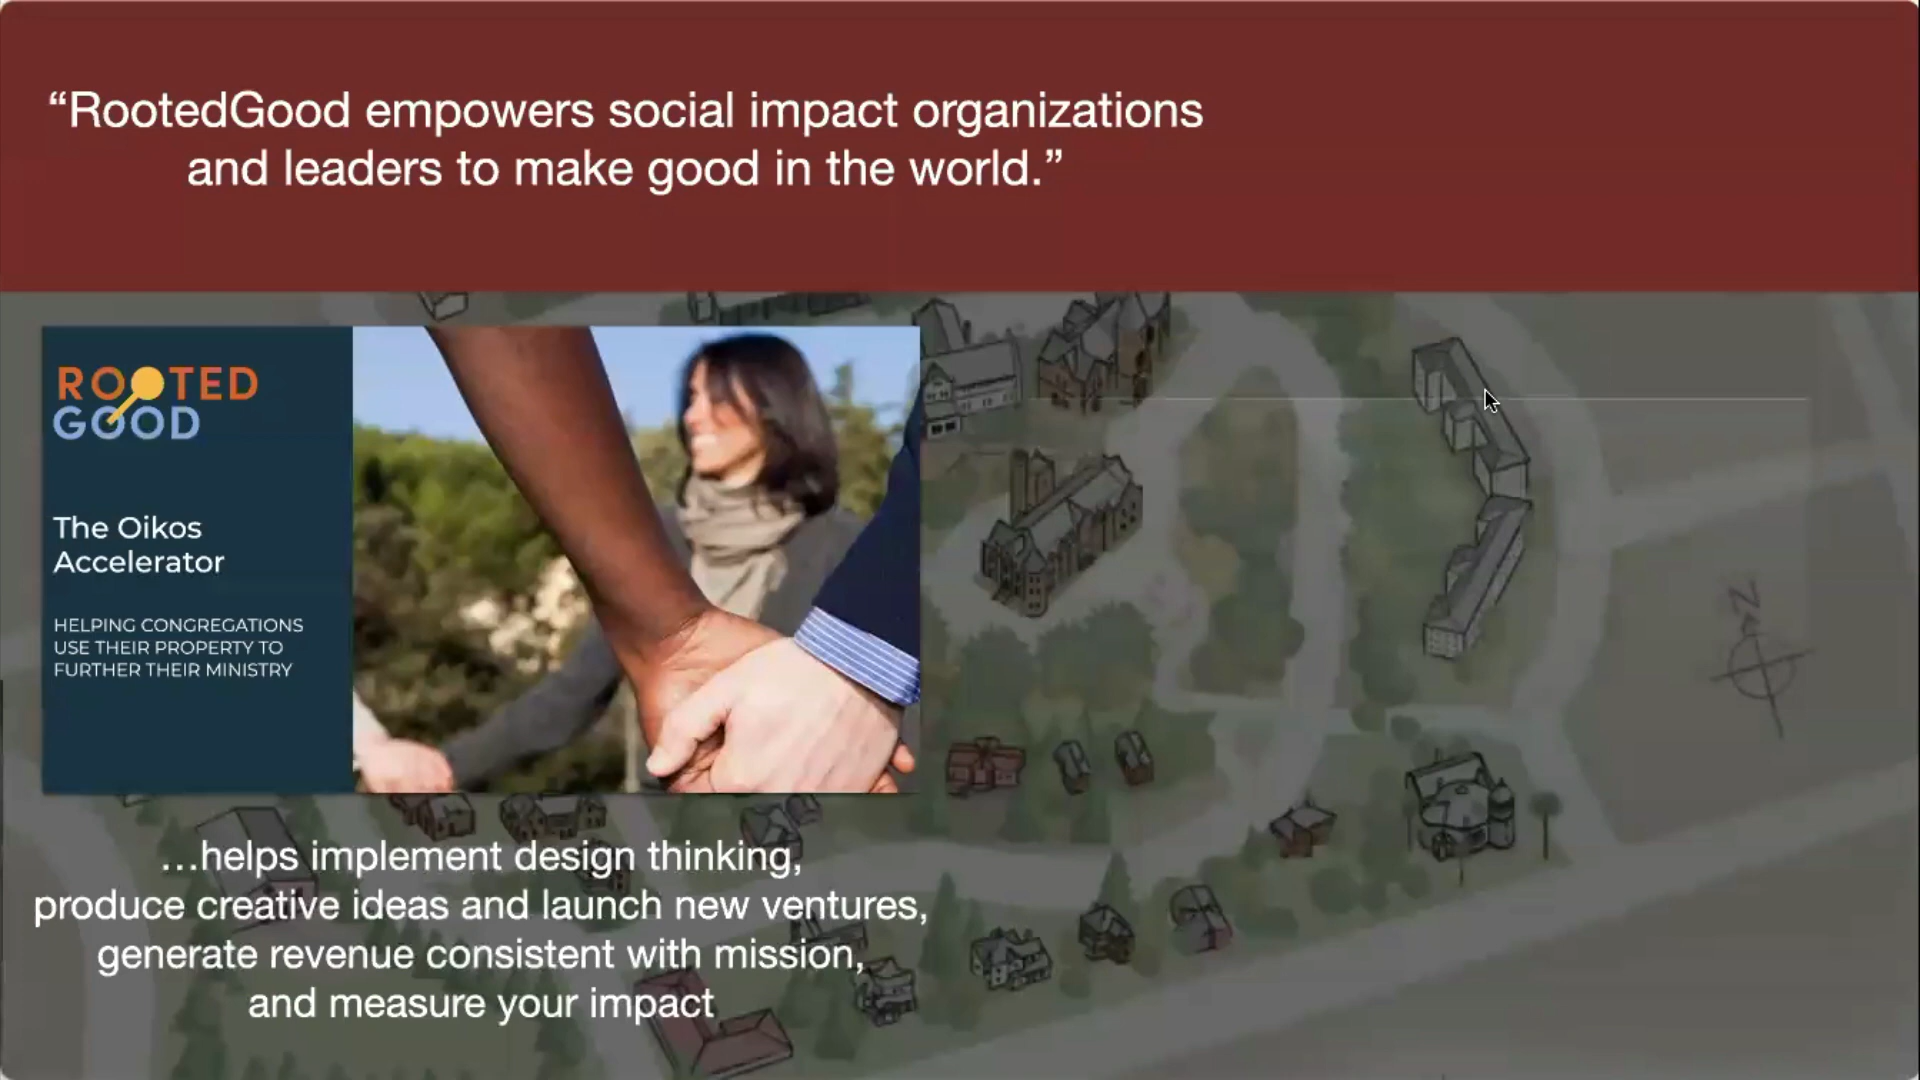 “RootedGood empowers social impact organizations
and leaders to make good in the world.”
ROOTED
GOOD
The Oikos
Accelerator
HELPING CONGREGATIONS
USE THEIR PROPERTY TO
FURTHER THEIR MINISTRY
N
…helps implement design thinking,
produce creative ideas and launch new ventures,
generate revenue consistent with mission,
and measure your impact